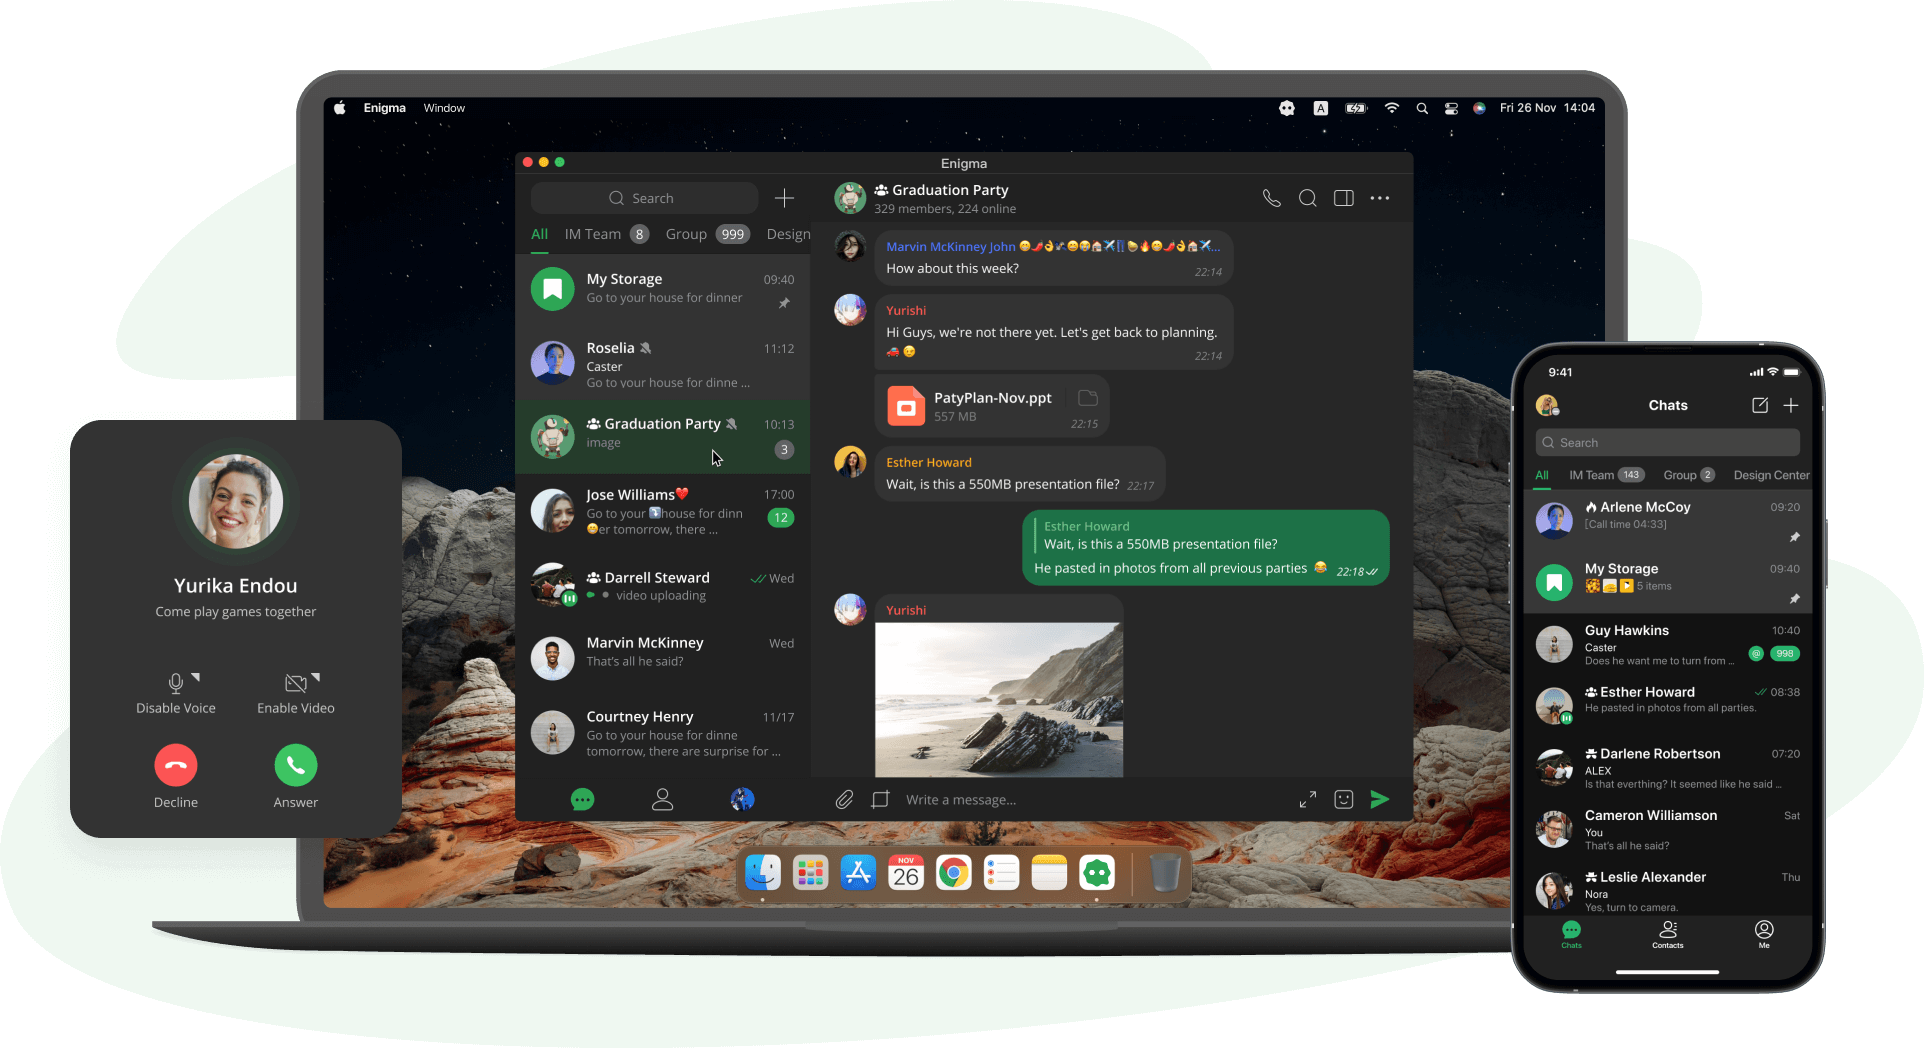 Enigma Window
A
Fri 26 Nov 14:04
Enigma
Search
All IM Team 8 Group 999 Design
My Storage 09:40
Go to your house for dinner
Roselia 11:12
Caster
Go to your house for dinne ...
Graduation Party 10:13
image 3
Jose Williams 17:00
Go to your house for dinn 12
er tomorrow, there ...
Darrell Steward Wed
video uploading
Marvin McKinney Wed
That's all he said?
Courtney Henry 11/17
Go to your house for dinne
tomorrow, there are surprise for ...
Graduation Party
329 members, 224 online
Marvin McKinney John 😁🌶👌🚀😁😭🏠✈️👖🍃🔥😁🌶👌🏠✈️...
How about this week? 22:14
Yurishi
Hi Guys, we're not there yet. Let's get back to planning.
🚗 😉 22:14
PatyPlan-Nov.ppt
557 MB 22:15
Esther Howard
Wait, is this a 550MB presentation file? 22:17
Esther Howard
Wait, is this a 550MB presentation file?
He pasted in photos from all previous parties 😂 22:18
Yurishi
Write a message...
NOV
26
Yurika Endou
Come play games together
Disable Voice Enable Video
Decline Answer
9:41
Chats
Search
All IM Team 143 Group 2 Design Center
Arlene McCoy 09:20
[Call time 04:33]
My Storage 09:40
5 items
Guy Hawkins 10:40
Caster
Does he want me to turn from ... @ 998
Esther Howard 08:38
He pasted in photos from all parties.
Darlene Robertson 07:20
ALEX
Is that everthing? It seemed like he said ...
Cameron Williamson Sat
You
That's all he said?
Leslie Alexander Thu
Nora
Yes, turn to camera.
Chats Contacts Me